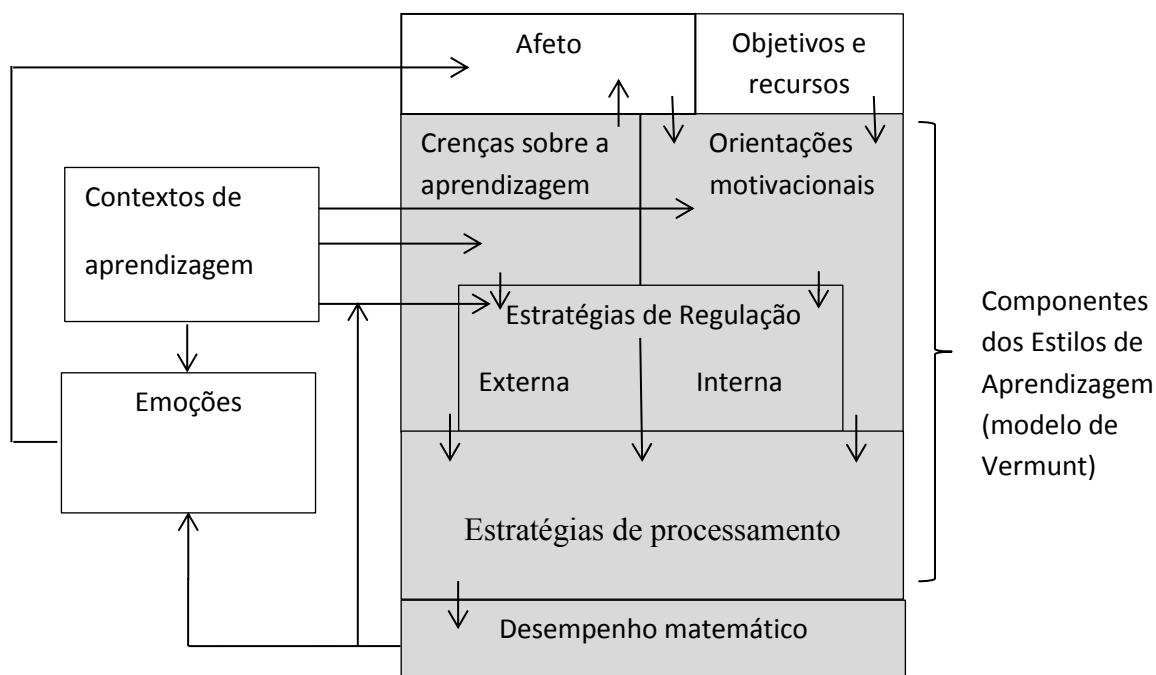 Afeto
Objetivos e
recursos
Crenças sobre a
aprendizagem
Orientações
motivacionais
Contextos de
aprendizagem
Estratégias de Regulação
Externa
Interna
Emoções
Componentes
dos Estilos de
Aprendizagem
(modelo de
Vermunt)
Estratégias de processamento
Desempenho matemático